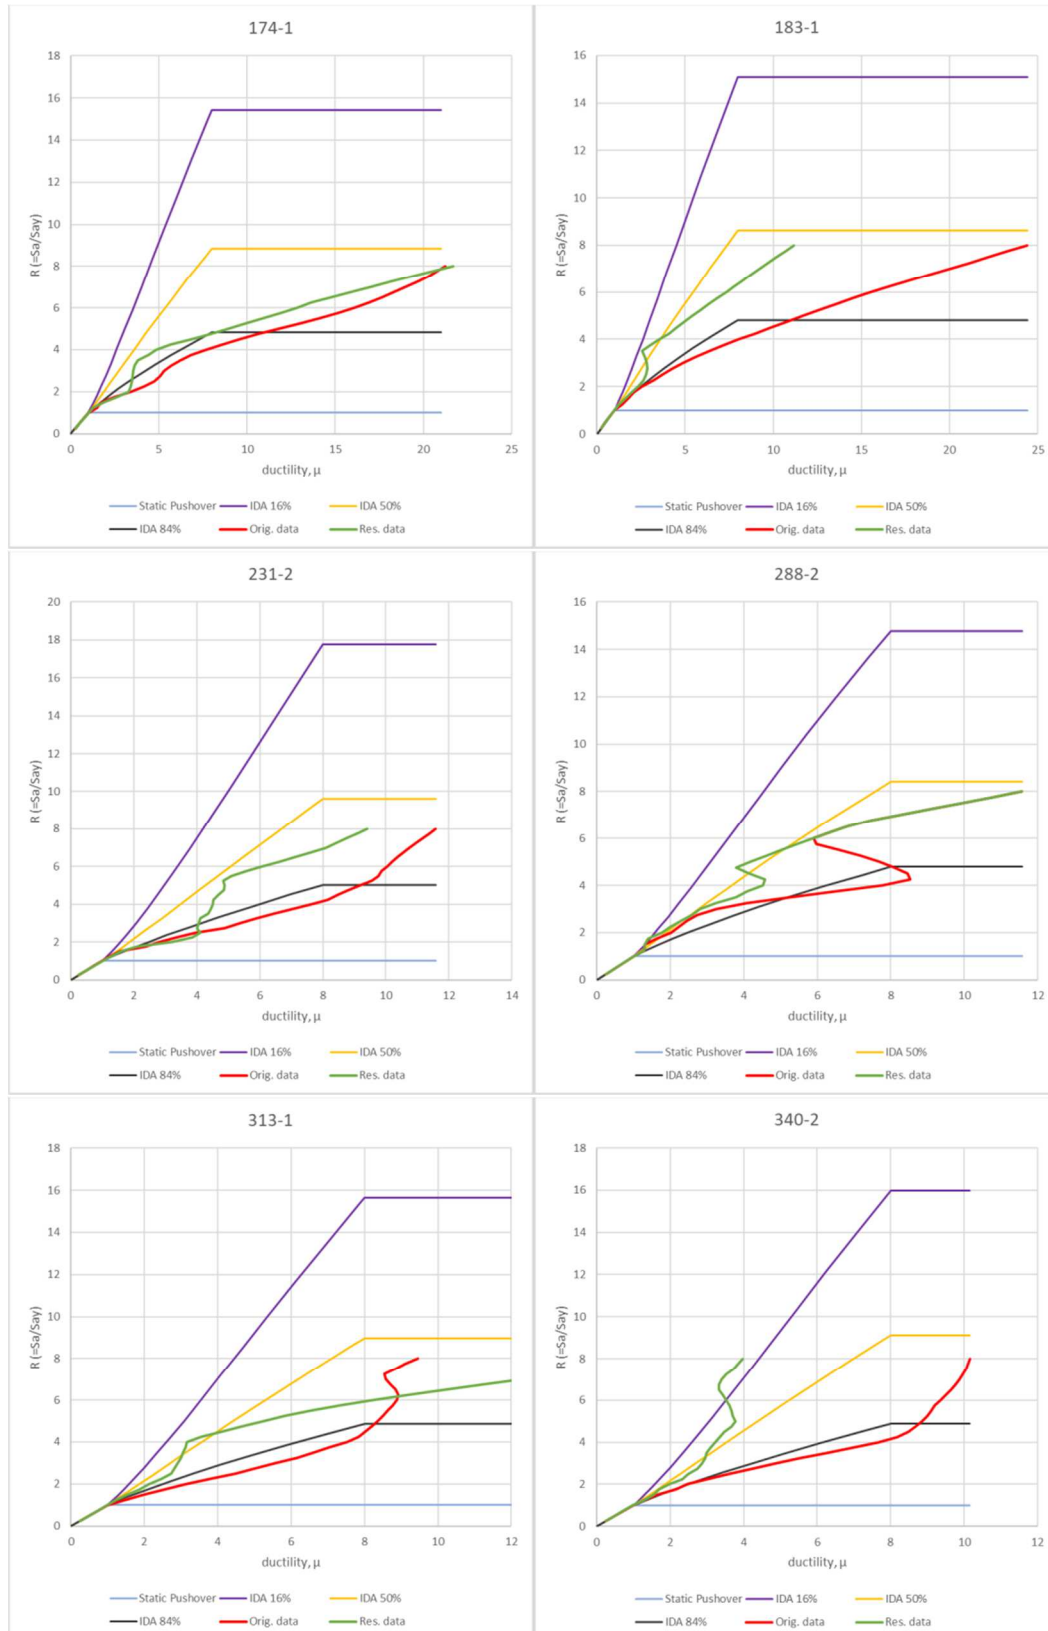 174-1
18
16
14
12
10
8
6
4
2
0
R (=Sa/Say)
0 5 10 15 20 25
ductility, μ
Static Pushover IDA 16% IDA 50%
IDA 84% Orig. data Res. data
183-1
16
14
12
10
8
6
4
2
0
R (=Sa/Say)
0 5 10 15 20 25
ductility, μ
Static Pushover IDA 16% IDA 50%
IDA 84% Orig. data Res. data
231-2
20
18
16
14
12
10
8
6
4
2
0
R (=Sa/Say)
0 2 4 6 8 10 12 14
ductility, μ
Static Pushover IDA 16% IDA 50%
IDA 84% Orig. data Res. data
288-2
16
14
12
10
8
6
4
2
0
R (=Sa/Say)
0 2 4 6 8 10 12
ductility, μ
Static Pushover IDA 16% IDA 50%
IDA 84% Orig. data Res. data
313-1
18
16
14
12
10
8
6
4
2
0
R (=Sa/Say)
0 2 4 6 8 10 12
ductility, μ
Static Pushover IDA 16% IDA 50%
IDA 84% Orig. data Res. data
340-2
18
16
14
12
10
8
6
4
2
0
R (=Sa/Say)
0 2 4 6 8 10 12
ductility, μ
Static Pushover IDA 16% IDA 50%
IDA 84% Orig. data Res. data